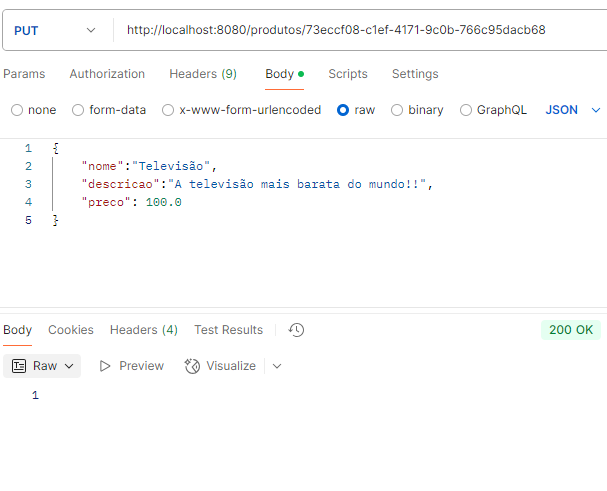 PUT http://localhost:8080/produtos/73eccf08-c1ef-4171-9c0b-766c95dacb68
Params Authorization Headers (9) Body Scripts Settings
none form-data x-www-form-urlencoded raw binary GraphQL JSON
1 {
2 "nome":"Televisão",
3 "descricao":"A televisão mais barata do mundo!!",
4 "preco": 100.0
5 }
Body Cookies Headers (4) Test Results 200 OK
Raw Preview Visualize
1